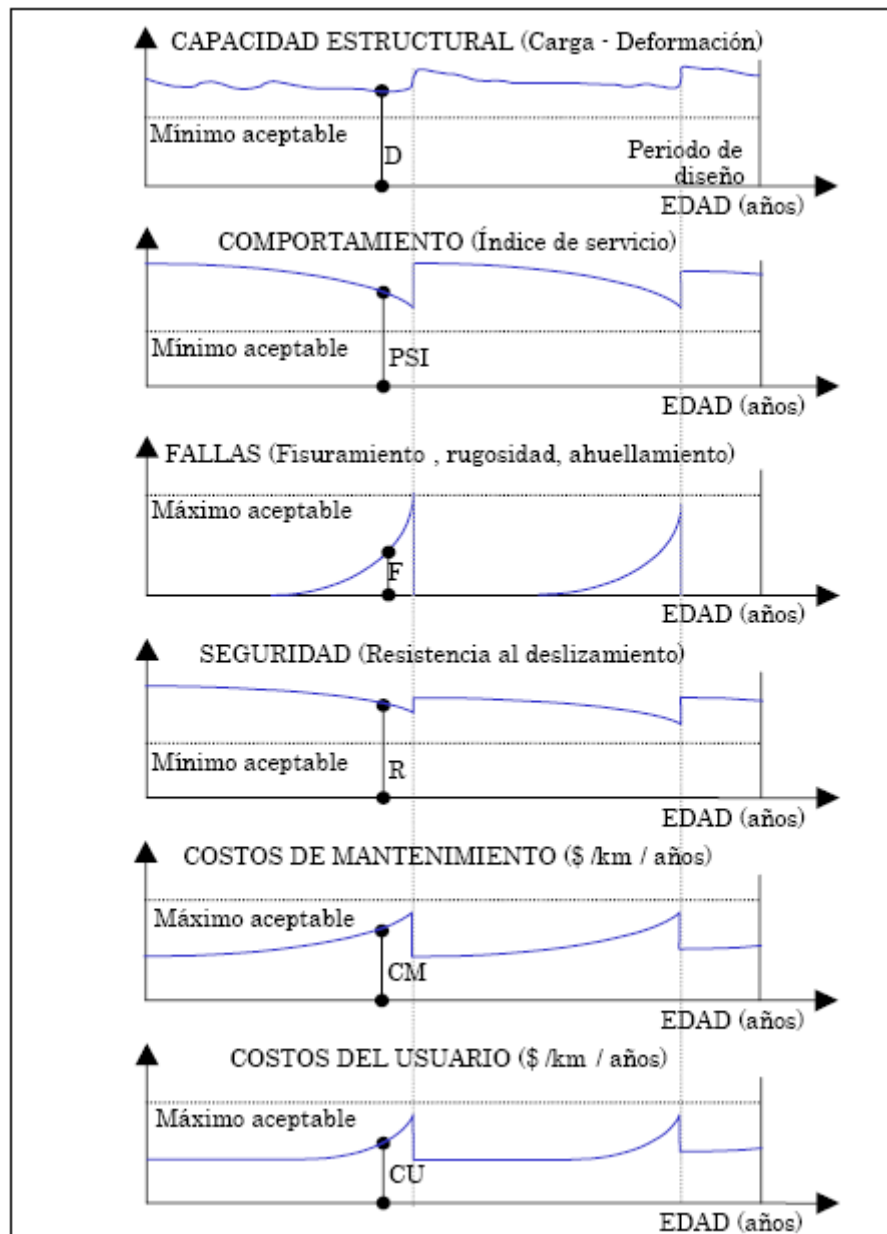 CAPACIDAD ESTRUCTURAL (Carga - Deformación)
Mínimo aceptable
D
Periodo de
diseño
EDAD (años)
COMPORTAMIENTO (Índice de servicio)
Mínimo aceptable
PSI
EDAD (años)
FALLAS (Fisuramiento , rugosidad, ahuellamiento)
Máximo aceptable
F
EDAD (años)
SEGURIDAD (Resistencia al deslizamiento)
Mínimo aceptable
R
EDAD (años)
COSTOS DE MANTENIMIENTO ($ /km / años)
Máximo aceptable
CM
EDAD (años)
COSTOS DEL USUARIO ($ /km / años)
Máximo aceptable
CU
EDAD (años)